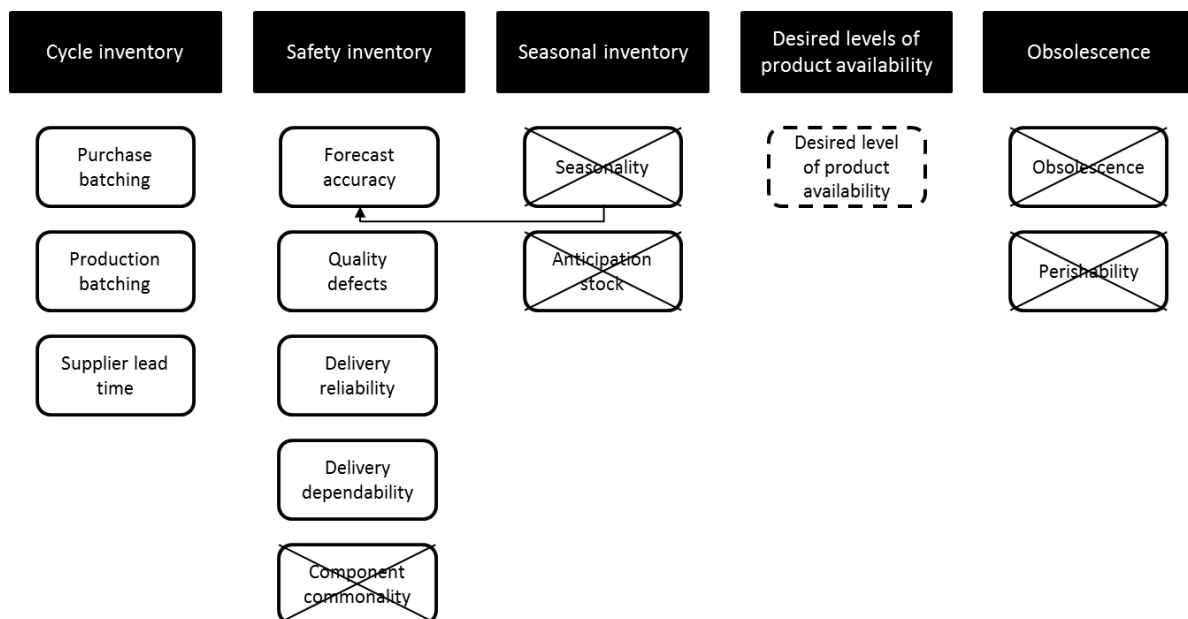 Cycle inventory
Safety inventory
Seasonal inventory
Desired levels of
product availability
Obsolescence
Purchase
batching
Forecast
accuracy
Seasonality
Desired level
of product
availability
Obsolescence
Production
batching
Quality
defects
Anticipation
stock
Perishability
Supplier lead
time
Delivery
reliability
Delivery
dependability
Component
commonality